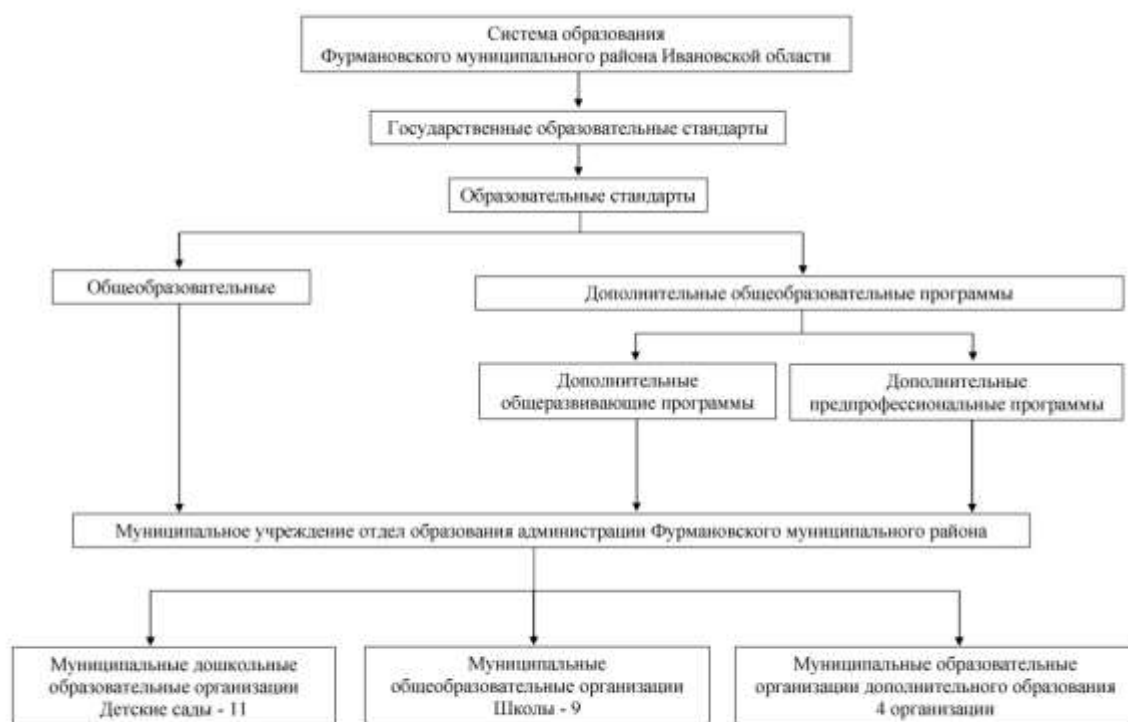 Система образования
Фурмановского муниципального района Ивановской области
Государственные образовательные стандарты
Образовательные стандарты
Общеобразовательные
Дополнительные общеобразовательные программы
Дополнительные
общеразвивающие программы
Дополнительные
предпрофессиональные программы
Муниципальное учреждение отдел образования администрации Фурмановского муниципального района
Муниципальные дошкольные
образовательные организации
Детские сады - 11
Муниципальные
общеобразовательные организации
Школы - 9
Муниципальные образовательные
организации дополнительного образования
4 организации